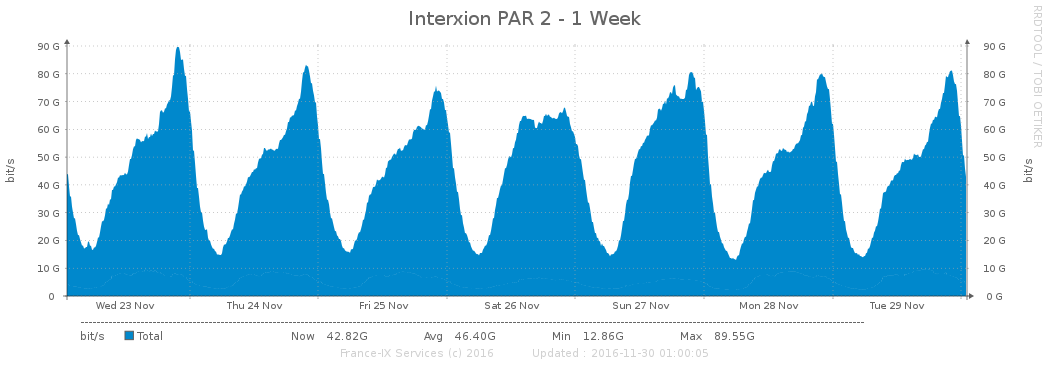 Interxion PAR 2 - 1 Week
RRDTOOL / TOBI OETIKER
bit/s
90 G
80 G
70 G
60 G
50 G
40 G
30 G
20 G
10 G
0
90 G
80 G
70 G
60 G
50 G
40 G
30 G
20 G
10 G
0 G
bit/s
Wed 23 Nov Thu 24 Nov Fri 25 Nov Sat 26 Nov Sun 27 Nov Mon 28 Nov Tue 29 Nov
bit/s Total Now 42.82G Avg 46.40G Min 12.86G Max 89.55G
France-IX Services (c) 2016 Updated : 2016-11-30 01:00:05